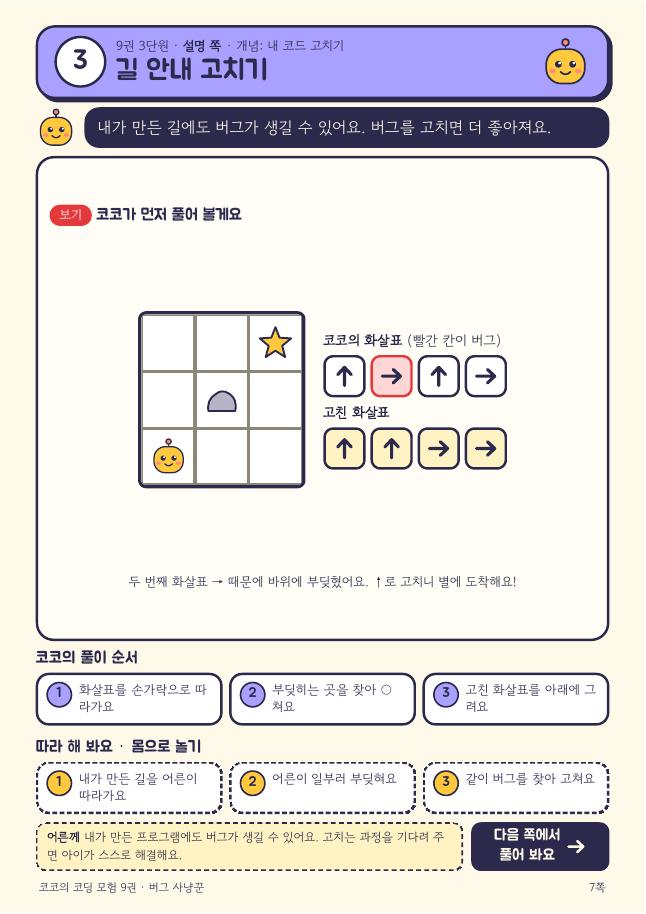 3
9권 3단원 · 설명 쪽 · 개념: 내 코드 고치기
길 안내 고치기
내가 만든 길에도 버그가 생길 수 있어요. 버그를 고치면 더 좋아져요.
보기 코코가 먼저 풀어 볼게요
코코의 화살표 (빨간 칸이 버그)
↑ → ↑ →
고친 화살표
↑ ↑ → →
두 번째 화살표 → 때문에 바위에 부딪혔어요. ↑로 고치니 별에 도착해요!
코코의 풀이 순서
1 화살표를 손가락으로 따
라가요
2 부딪히는 곳을 찾아 ○
쳐요
3 고친 화살표를 아래에 그
려요
따라 해 봐요 · 몸으로 놀기
1 내가 만든 길을 어른이
따라가요
2 어른이 일부러 부딪혀요
3 같이 버그를 찾아 고쳐요
어른께 내가 만든 프로그램에도 버그가 생길 수 있어요. 고치는 과정을 기다려 주
면 아이가 스스로 해결해요.
다음 쪽에서
풀어 봐요 →
코코의 코딩 모험 9권 · 버그 사냥꾼
7쪽